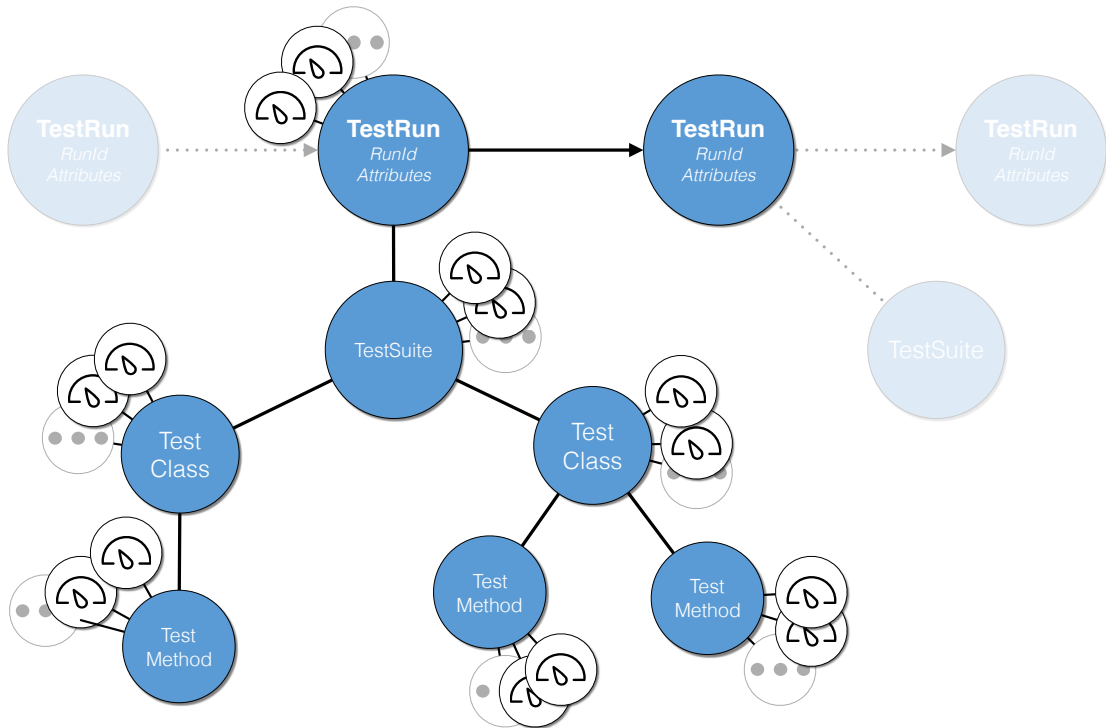 TestRun
RunId
Attributes
TestRun
RunId
Attributes
TestRun
RunId
Attributes
TestRun
RunId
Attributes
TestSuite
TestSuite
Test
Class
Test
Class
Test
Method
Test
Method
Test
Method